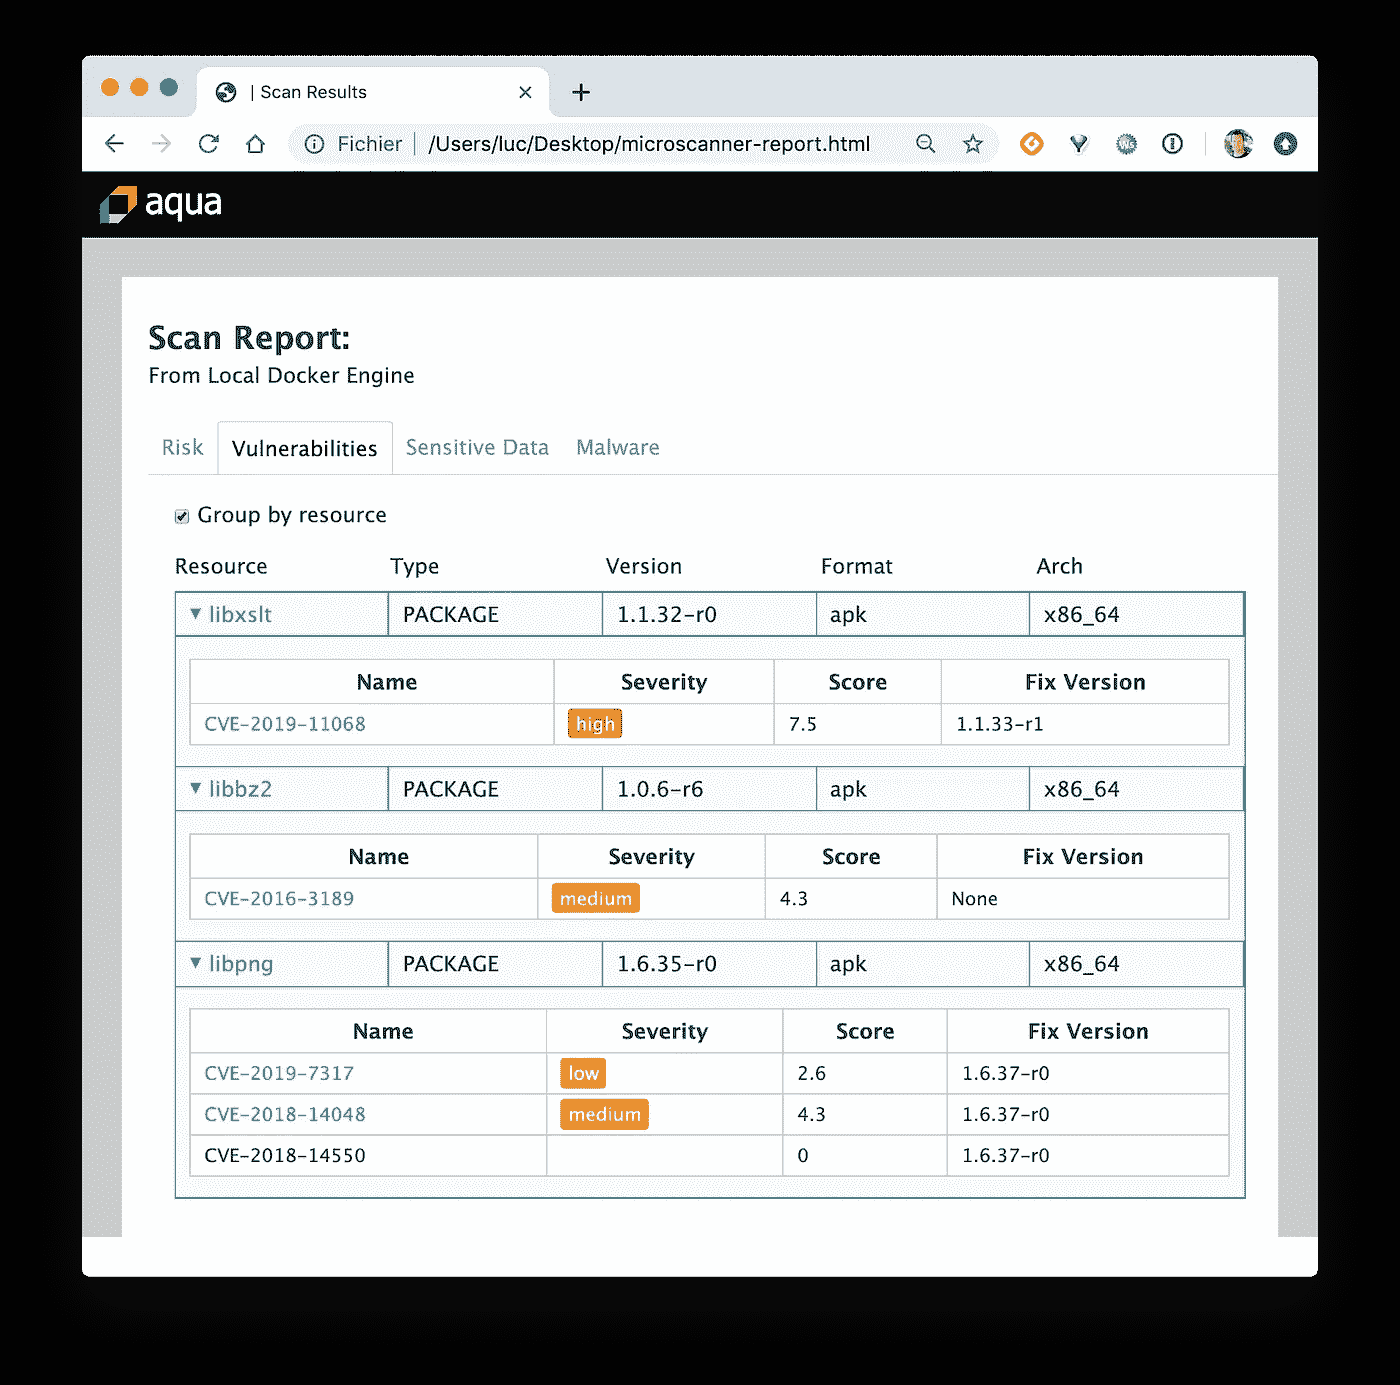 | Scan Results
Fichier /Users/luc/Desktop/microscanner-report.html
aqua
Scan Report:
From Local Docker Engine
Risk Vulnerabilities Sensitive Data Malware
Group by resource
Resource Type Version Format Arch
libxslt PACKAGE 1.1.32-r0 apk x86_64
Name Severity Score Fix Version
CVE-2019-11068 high 7.5 1.1.33-r1
libbz2 PACKAGE 1.0.6-r6 apk x86_64
Name Severity Score Fix Version
CVE-2016-3189 medium 4.3 None
libpng PACKAGE 1.6.35-r0 apk x86_64
Name Severity Score Fix Version
CVE-2019-7317 low 2.6 1.6.37-r0
CVE-2018-14048 medium 4.3 1.6.37-r0
CVE-2018-14550 0 1.6.37-r0